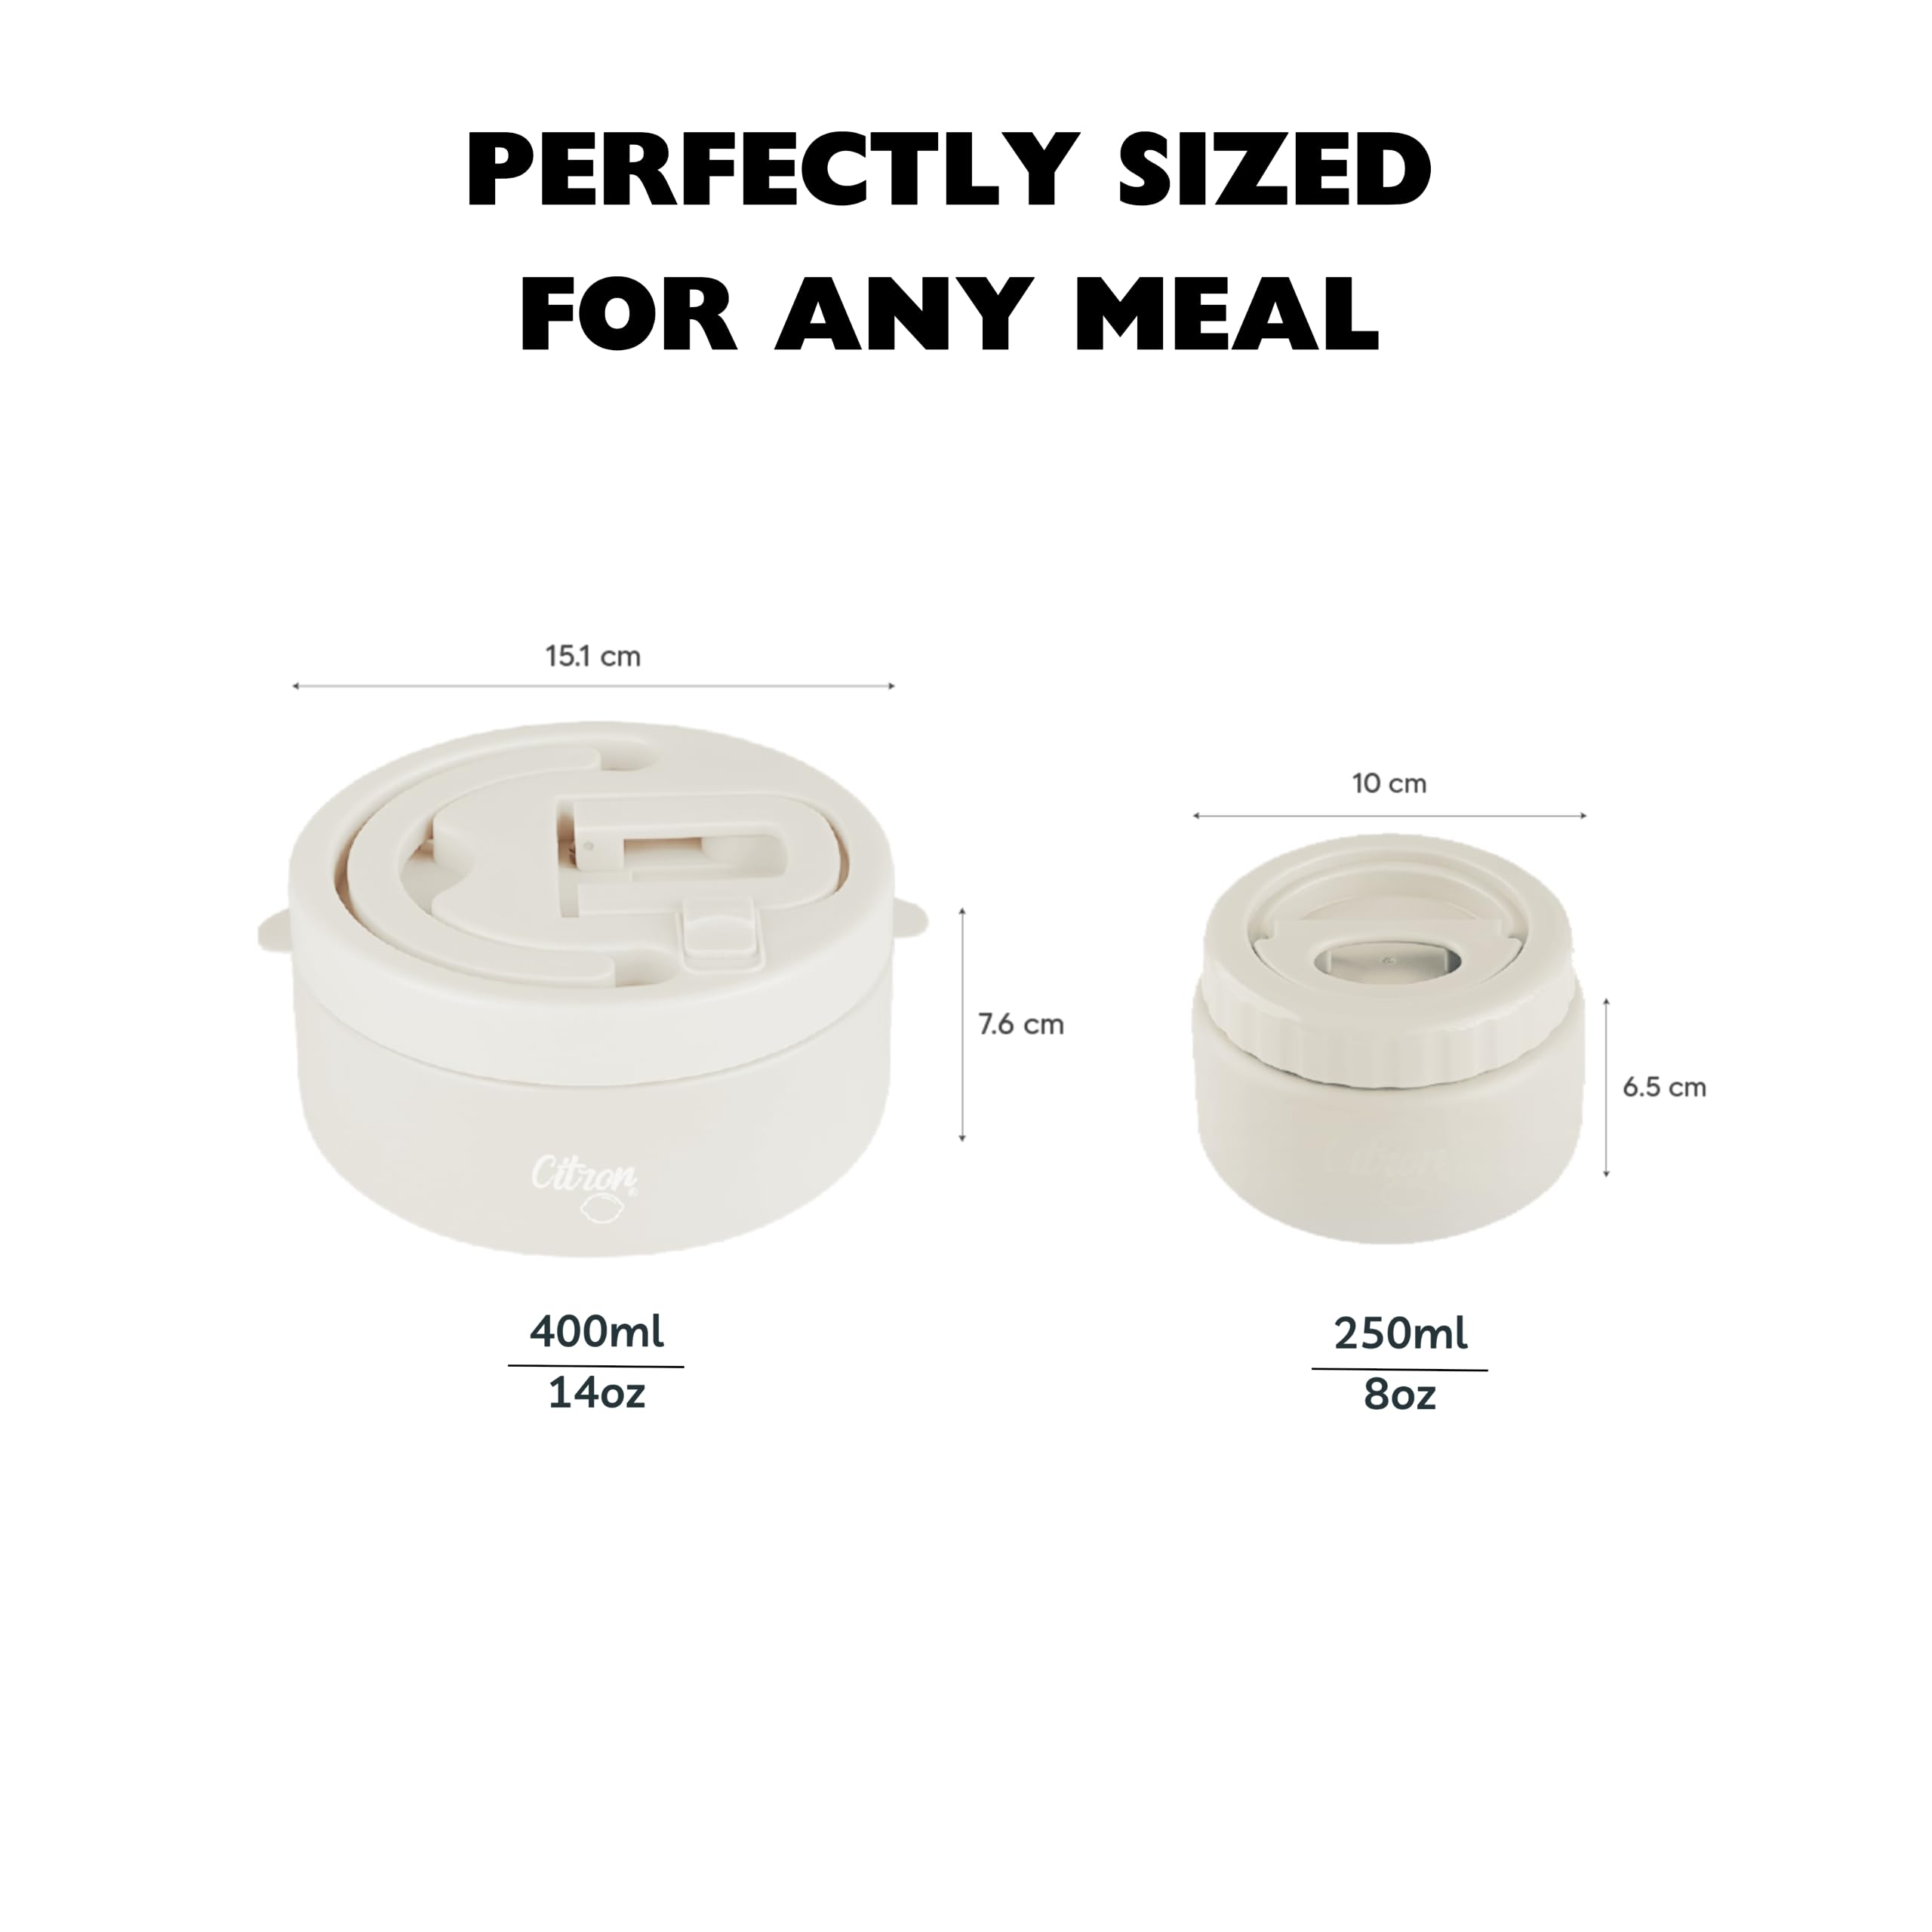 PERFECTLY SIZED
FOR ANY MEAL
15.1 cm
10 cm
7.6 cm
6.5 cm
Citron®
400ml
14oz
250ml
8oz